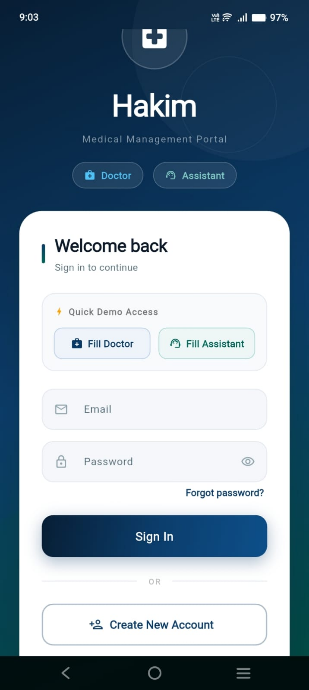 9:03
97%
Hakim
Medical Management Portal
Doctor
Assistant
Welcome back
Sign in to continue
Quick Demo Access
Fill Doctor
Fill Assistant
Email
Password
Forgot password?
Sign In
OR
Create New Account